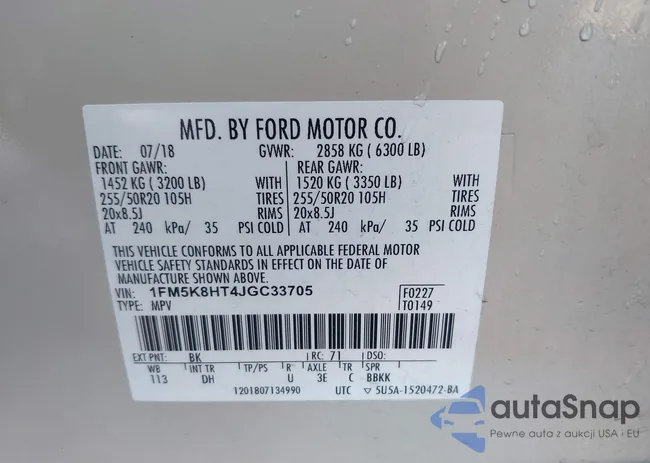 MFD. BY FORD MOTOR CO.
DATE: 07/18 GVWR: 2858 KG ( 6300 LB)
FRONT GAWR: REAR GAWR:
1452 KG ( 3200 LB) WITH 1520 KG ( 3350 LB) WITH
255/50R20 105H TIRES 255/50R20 105H TIRES
20x8.5J RIMS 20x8.5J RIMS
AT 240 kPa/ 35 PSI COLD AT 240 kPa/ 35 PSI COLD
THIS VEHICLE CONFORMS TO ALL APPLICABLE FEDERAL MOTOR
VEHICLE SAFETY STANDARDS IN EFFECT ON THE DATE OF
MANUFACTURE SHOWN ABOVE.
VIN: 1FM5K8HT4JGC33705 F0227
TYPE: MPV T0149
EXT PNT: BK RC: 71 DSO:
WB INT TR TP/PS R AXLE TR SPR
113 DH U 3E C BBKK
1201807134990 UTC ▽ 5U5A-1520472-BA
autaSnap
Pewne auta z aukcji USA i EU